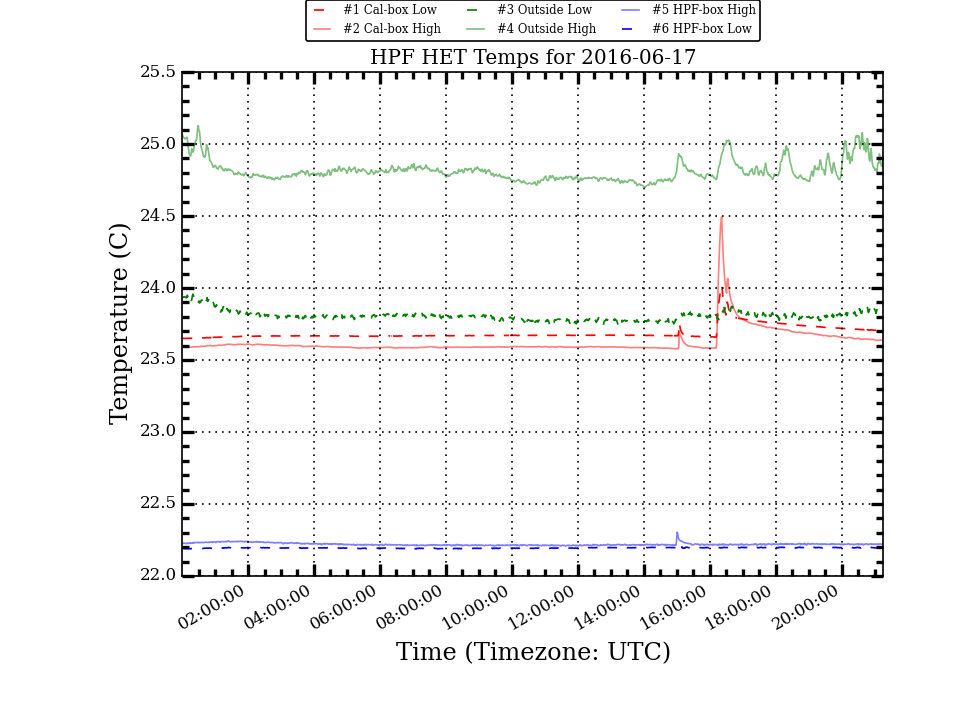 #1 Cal-box Low #3 Outside Low #5 HPF-box High
#2 Cal-box High #4 Outside High #6 HPF-box Low
HPF HET Temps for 2016-06-17
25.5
25.0
24.5
24.0
23.5
23.0
22.5
22.0
Temperature (C)
02:00:00 04:00:00 06:00:00 08:00:00 10:00:00 12:00:00 14:00:00 16:00:00 18:00:00 20:00:00
Time (Timezone: UTC)